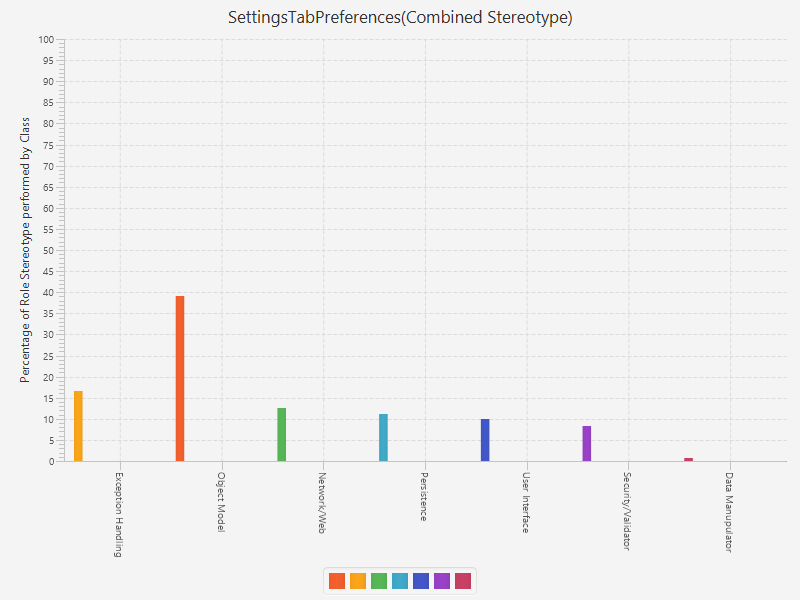 SettingsTabPreferences(Combined Stereotype)
Percentage of Role Stereotype performed by Class
100
95
90
85
80
75
70
65
60
55
50
45
40
35
30
25
20
15
10
5
0
Exception Handling
Object Model
Network/Web
Persistence
User Interface
Security/Validator
Data Manupulator